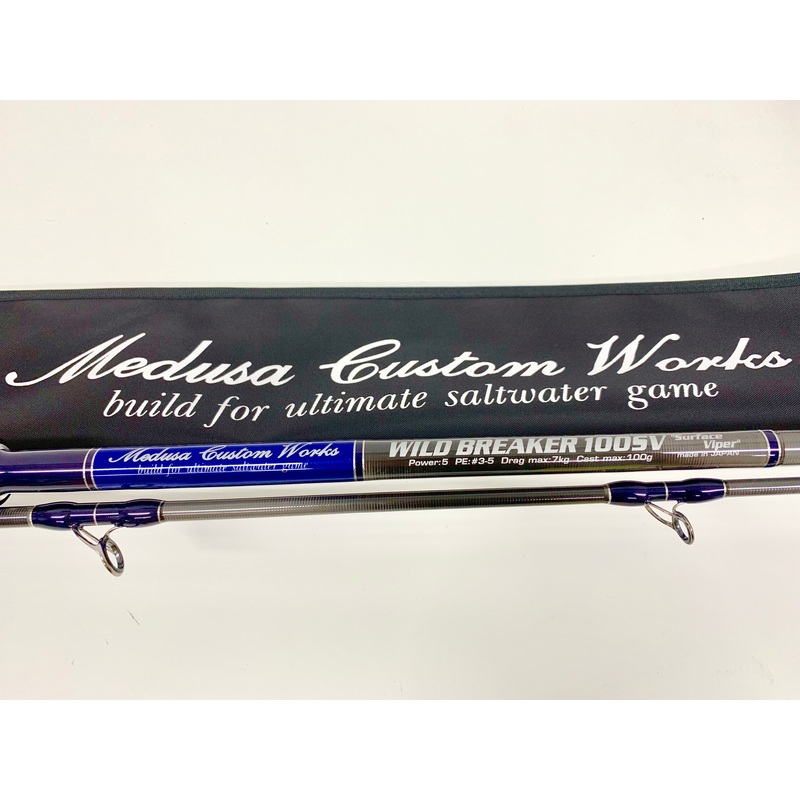 Medusa Custom Works
build for ultimate saltwater game
Medusa Custom Works
build for ultimate saltwater game
WILD BREAKER 100SV
Power:5 PE:#3-5 Drag max:7kg Cast max:100g
"Surface
Viper"
made in JAPAN